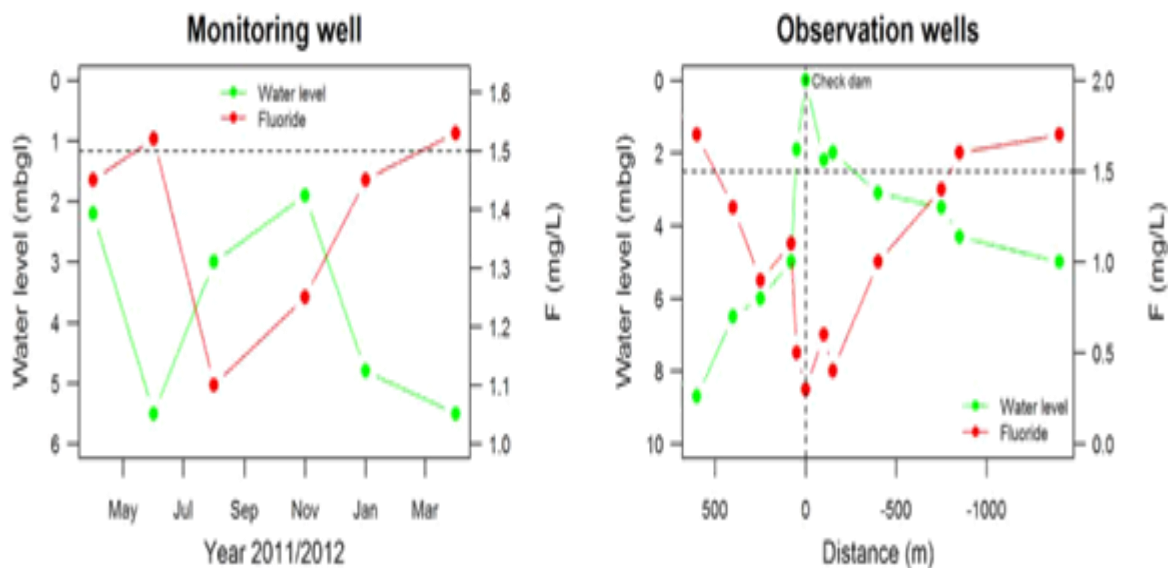 Monitoring well
Water level (mbgl)
0
1
2
3
4
5
6
Water level
Fluoride
1.6
1.5
1.4
1.3
1.2
1.1
1.0
F (mg/L)
May Jul Sep Nov Jan Mar
Year 2011/2012
Observation wells
Water level (mbgl)
0
2
4
6
8
10
Check dam
Water level
Fluoride
2.0
1.5
1.0
0.5
0.0
F (mg/L)
500 0 -500 -1000
Distance (m)